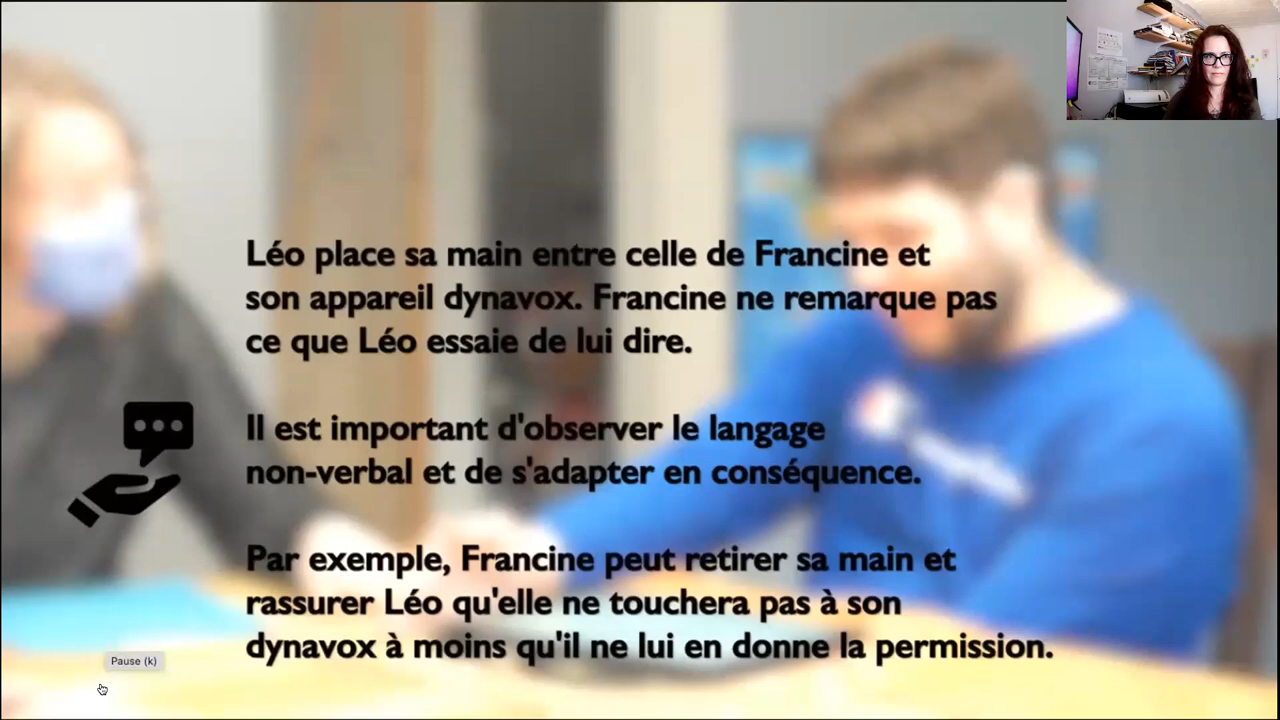 Léo place sa main entre celle de Francine et
son appareil dynavox. Francine ne remarque pas
ce que Léo essaie de lui dire.
Il est important d'observer le langage
non-verbal et de s'adapter en conséquence.
Par exemple, Francine peut retirer sa main et
rassurer Léo qu'elle ne touchera pas à son
dynavox à moins qu'il ne lui en donne la permission.
Pause (k)